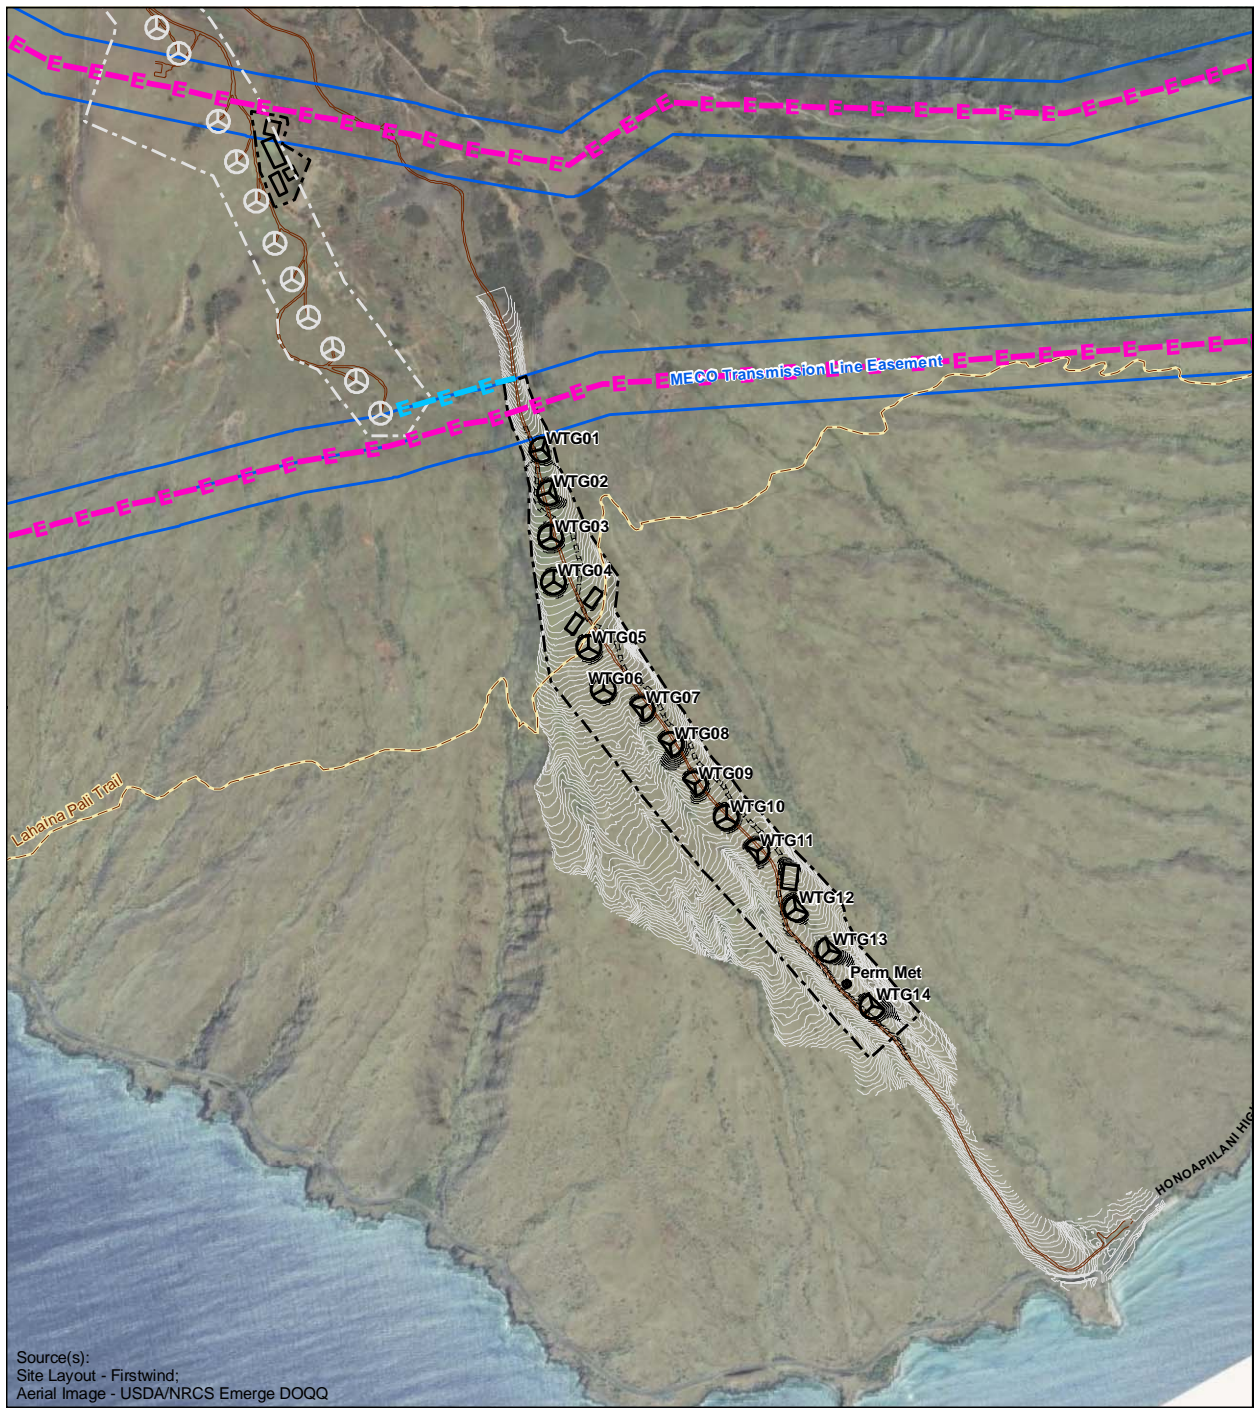 MECO Transmission Line Easement
WTG01
WTG02
WTG03
WTG04
WTG05
WTG06
WTG07
WTG08
WTG09
WTG10
WTG11
WTG12
WTG13
Perm Met
WTG14
Lahaina Pali Trail
HONOAPIILANI HIG
Source(s):
Site Layout - Firstwind;
Aerial Image - USDA/NRCS Emerge DOQQ